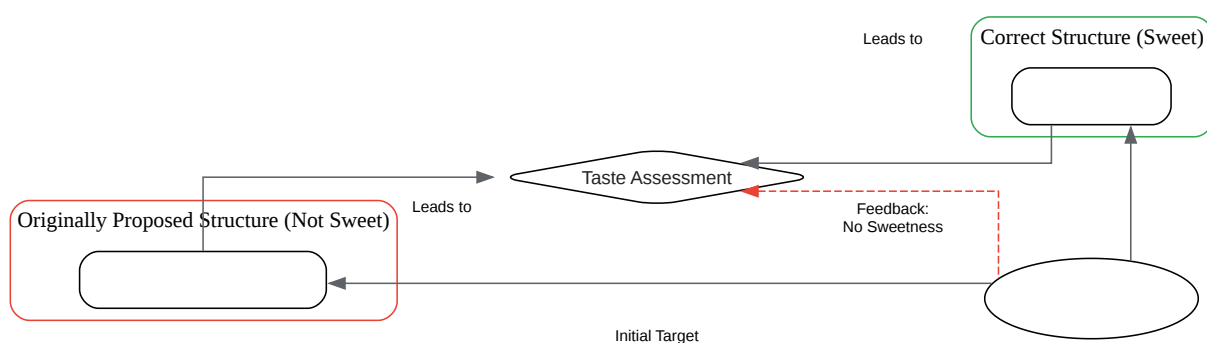 Leads to
Correct Structure (Sweet)
Taste Assessment
Originally Proposed Structure (Not Sweet)
Leads to
Feedback:
No Sweetness
Initial Target